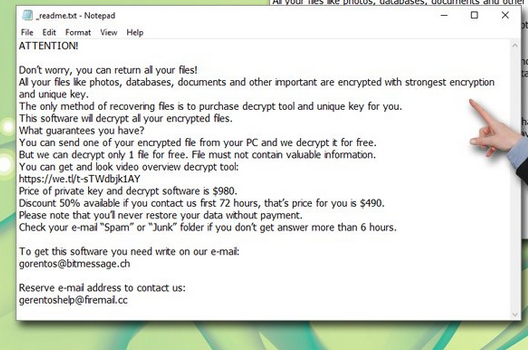 All your files like photos, databases, documents and other
_readme.txt - Notepad
File Edit Format View Help
ATTENTION!
Don't worry, you can return all your files!
All your files like photos, databases, documents and other important are encrypted with strongest encryption
and unique key.
The only method of recovering files is to purchase decrypt tool and unique key for you.
This software will decrypt all your encrypted files.
What guarantees you have?
You can send one of your encrypted file from your PC and we decrypt it for free.
But we can decrypt only 1 file for free. File must not contain valuable information.
You can get and look video overview decrypt tool:
https://we.tl/t-sTWdbjk1AY
Price of private key and decrypt software is $980.
Discount 50% available if you contact us first 72 hours, that's price for you is $490.
Please note that you'll never restore your data without payment.
Check your e-mail “Spam” or “Junk” folder if you don't get answer more than 6 hours.
To get this software you need write on our e-mail:
gorentos@bitmessage.ch
Reserve e-mail address to contact us:
gerentoshelp@firemail.cc